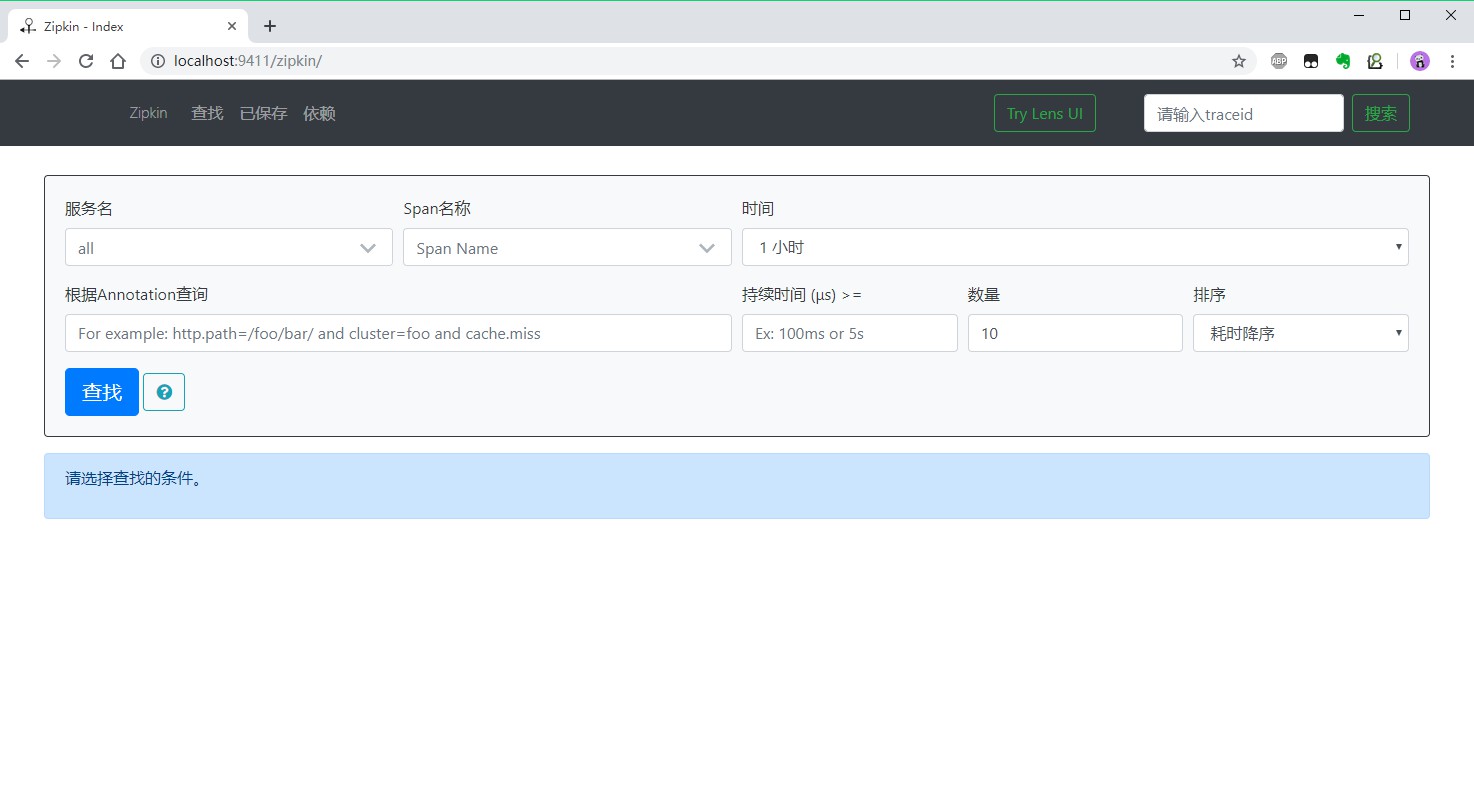 Zipkin - Index
localhost:9411/zipkin/
ABP
Zipkin 查找 已保存 依赖 Try Lens UI 请输入traceid 搜索
服务名 Span名称 时间
all Span Name 1 小时
根据Annotation查询 持续时间 (μs) >= 数量 排序
For example: http.path=/foo/bar/ and cluster=foo and cache.miss Ex: 100ms or 5s 10 耗时降序
查找 ?
请选择查找的条件。